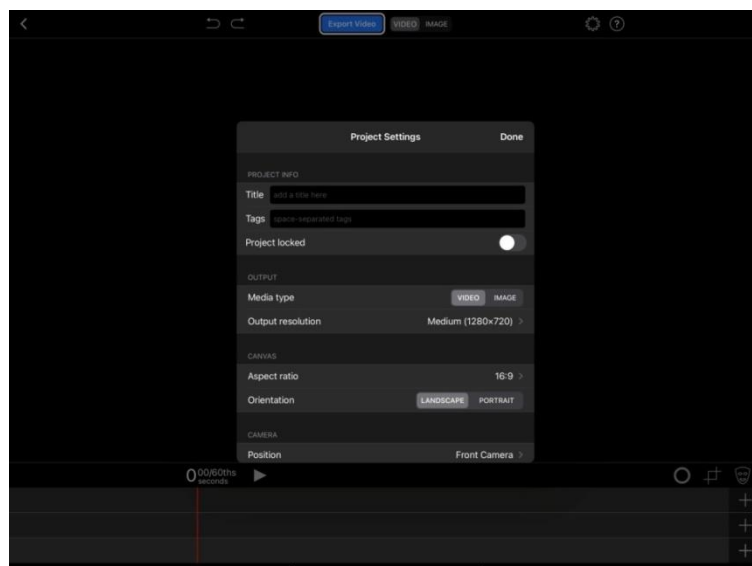 Export Video VIDEO IMAGE ?
Project Settings Done
PROJECT INFO
Title add a title here
Tags space-separated tags
Project locked
OUTPUT
Media type VIDEO IMAGE
Output resolution Medium (1280×720) >
CANVAS
Aspect ratio 16:9 >
Orientation LANDSCAPE PORTRAIT
CAMERA
Position Front Camera >
0 00/60ths
seconds